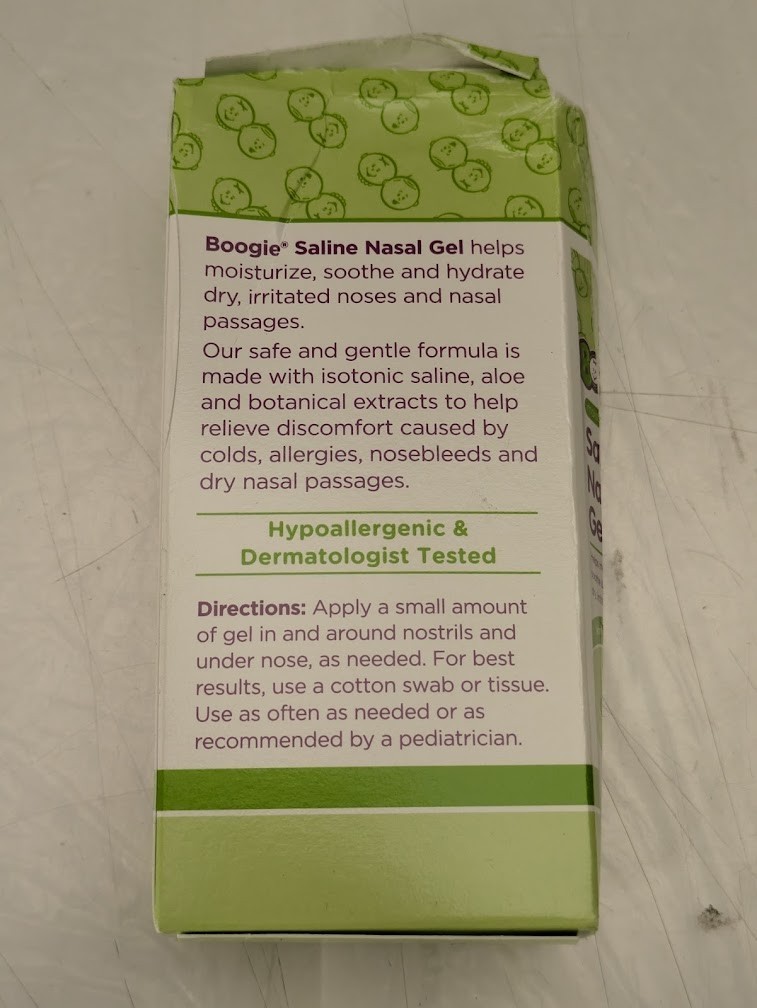 Boogie® Saline Nasal Gel helps
moisturize, soothe and hydrate
dry, irritated noses and nasal
passages.
Our safe and gentle formula is
made with isotonic saline, aloe
and botanical extracts to help
relieve discomfort caused by
colds, allergies, nosebleeds and
dry nasal passages.
Hypoallergenic &
Dermatologist Tested
Directions: Apply a small amount
of gel in and around nostrils and
under nose, as needed. For best
results, use a cotton swab or tissue.
Use as often as needed or as
recommended by a pediatrician.
Sa
Na
Ge